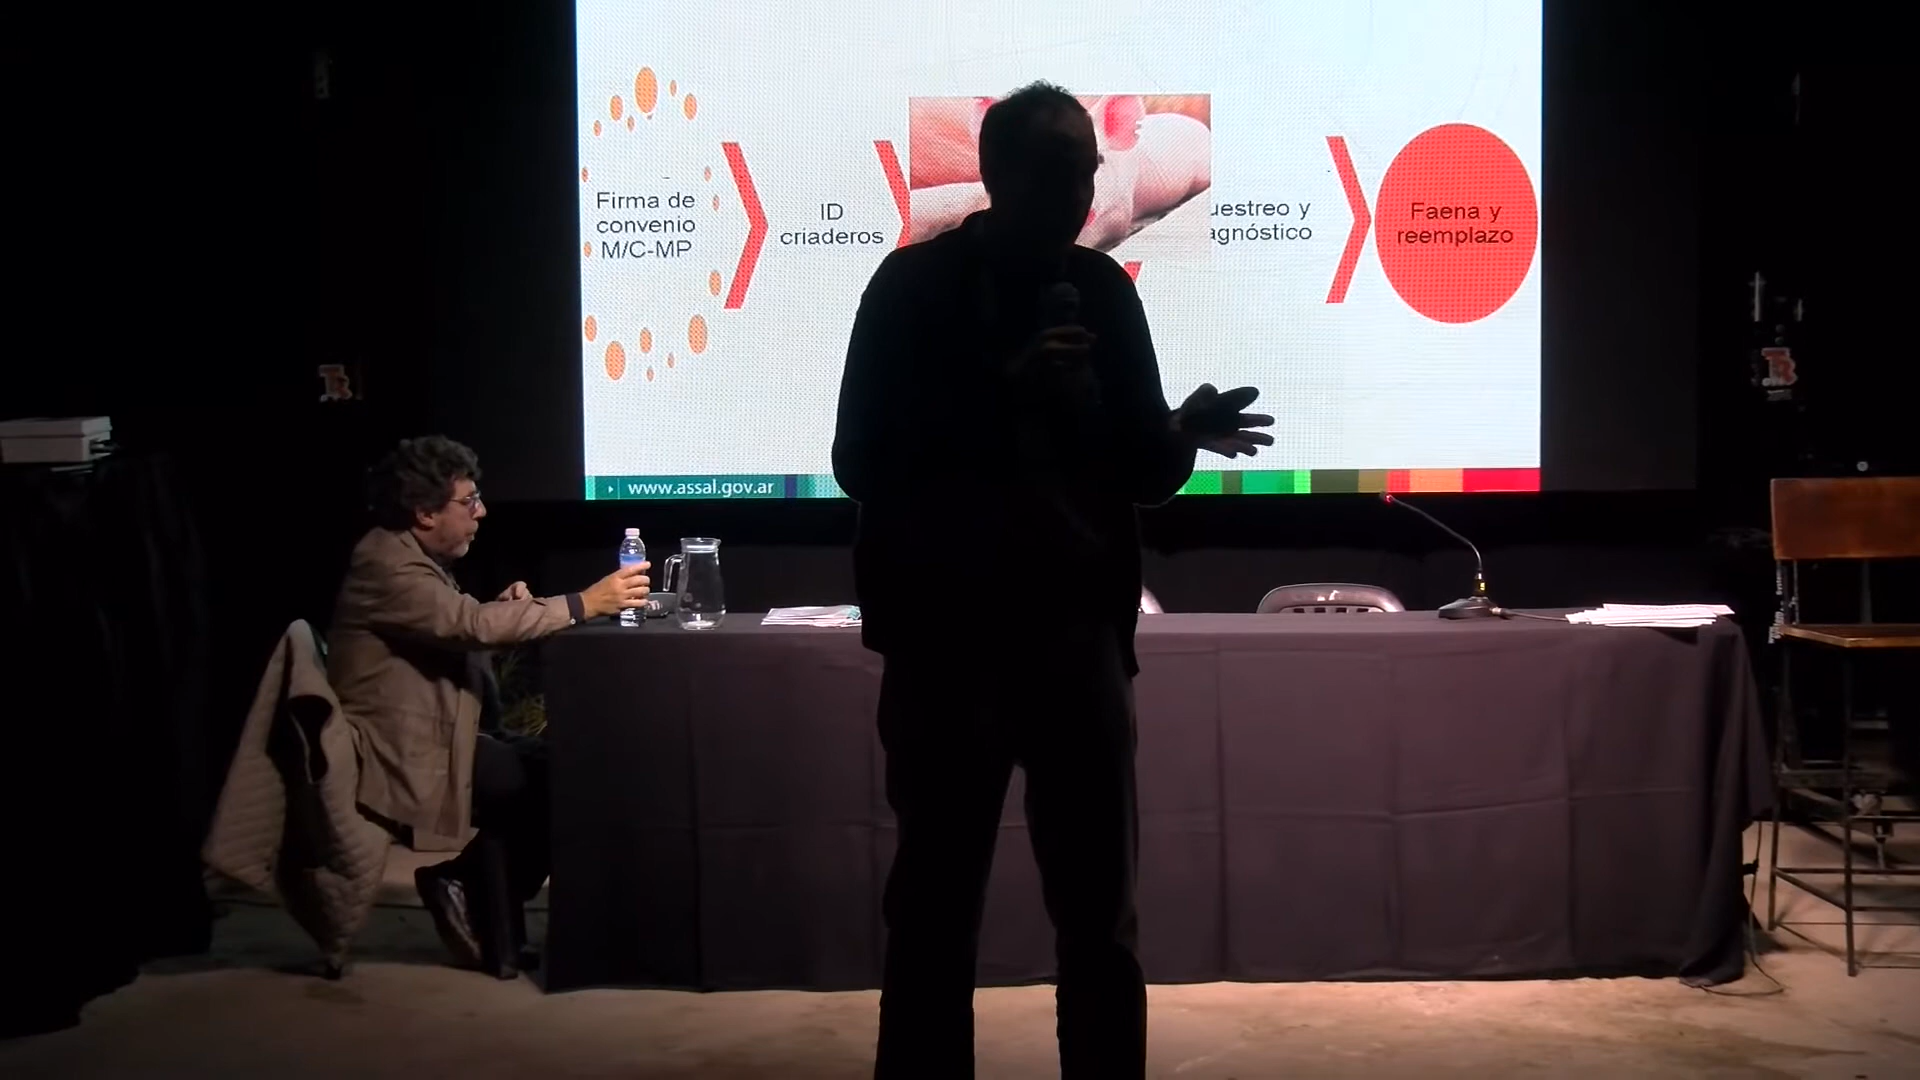 Firma de
convenio
M/C-MP
ID
criaderos
uestreo y
agnóstico
Faena y
reemplazo
www.assal.gov.ar